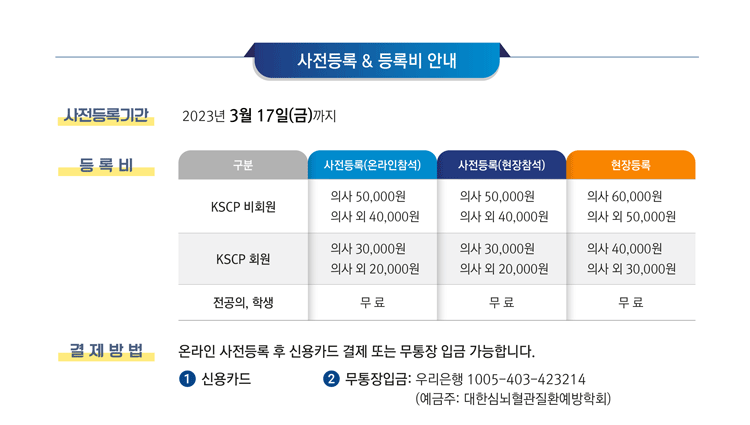 사전등록 & 등록비 안내
사전등록기간
2023년 3월 17일(금)까지
등록비
구분 사전등록(온라인참석) 사전등록(현장참석) 현장등록
KSCP 비회원
의사 50,000원 의사 50,000원 의사 60,000원
의사 외 40,000원 의사 외 40,000원 의사 외 50,000원
KSCP 회원
의사 30,000원 의사 30,000원 의사 40,000원
의사 외 20,000원 의사 외 20,000원 의사 외 30,000원
전공의, 학생 무료 무료 무료
결제방법
온라인 사전등록 후 신용카드 결제 또는 무통장 입금 가능합니다.
1 신용카드 2 무통장입금: 우리은행 1005-403-423214
(예금주: 대한심뇌혈관질환예방학회)